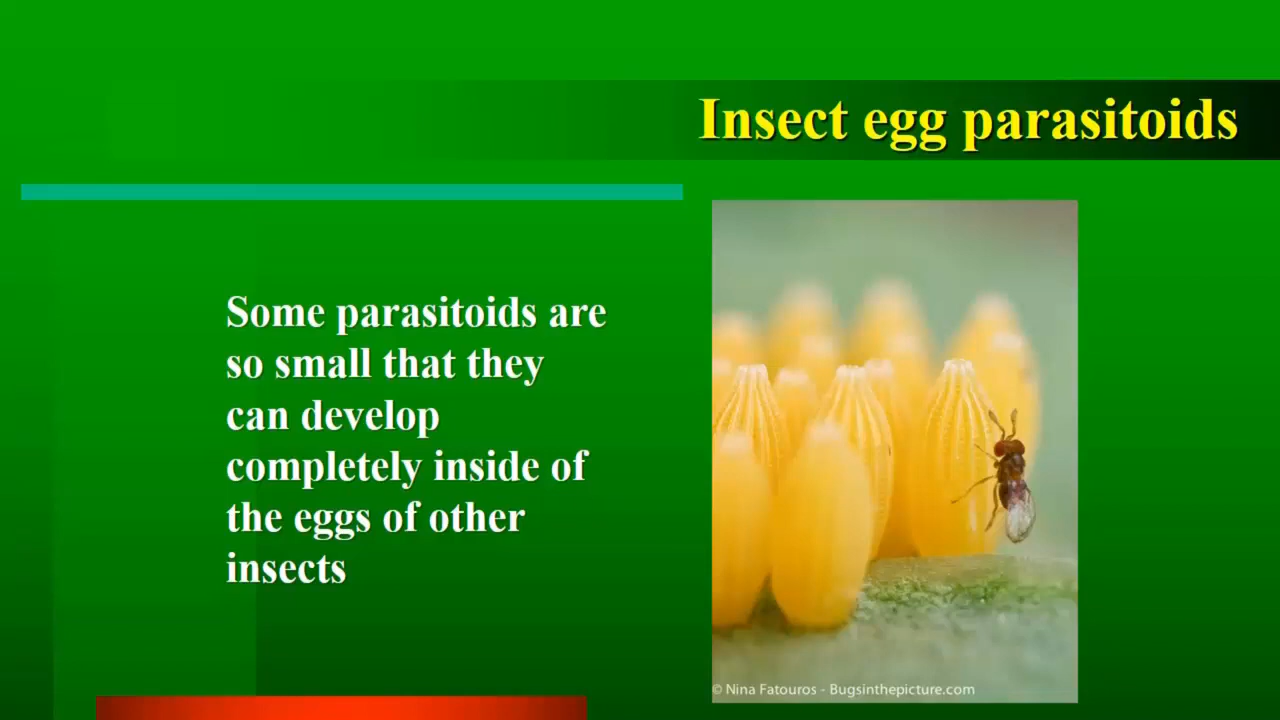 Insect egg parasitoids
Some parasitoids are
so small that they
can develop
completely inside of
the eggs of other
insects
© Nina Fatouros - Bugsinthepicture.com